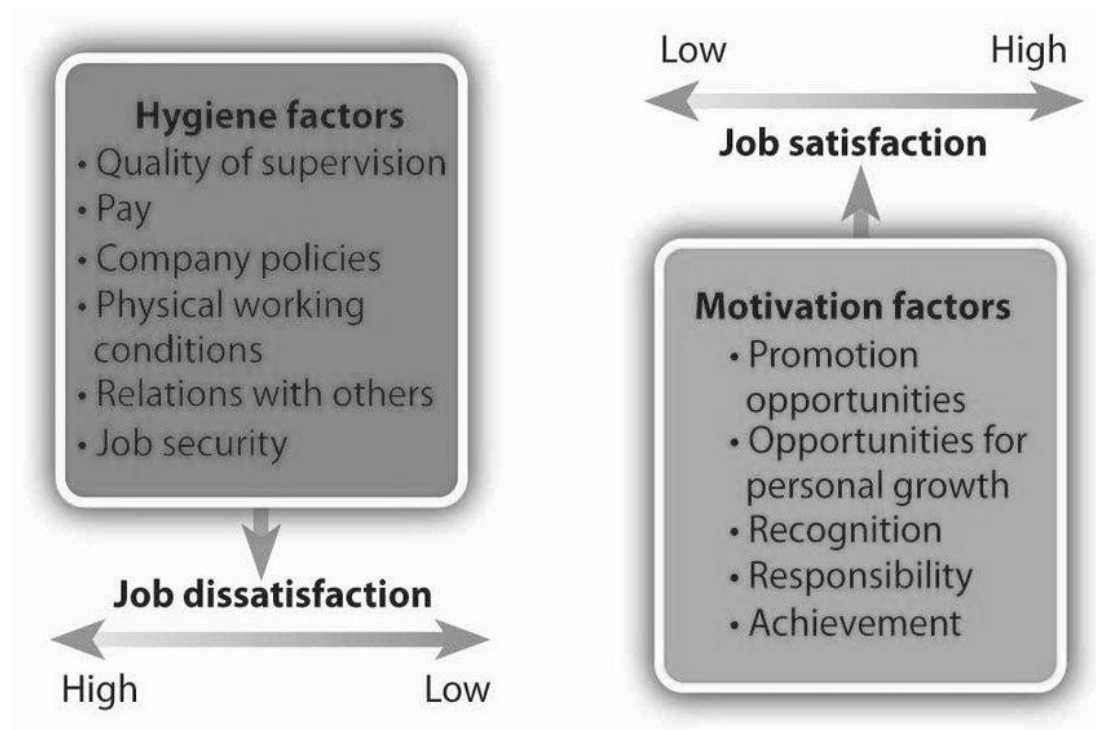 Hygiene factors
• Quality of supervision
• Pay
• Company policies
• Physical working
conditions
• Relations with others
• Job security
Job dissatisfaction
High Low
Low High
Job satisfaction
Motivation factors
• Promotion
opportunities
• Opportunities for
personal growth
• Recognition
• Responsibility
• Achievement